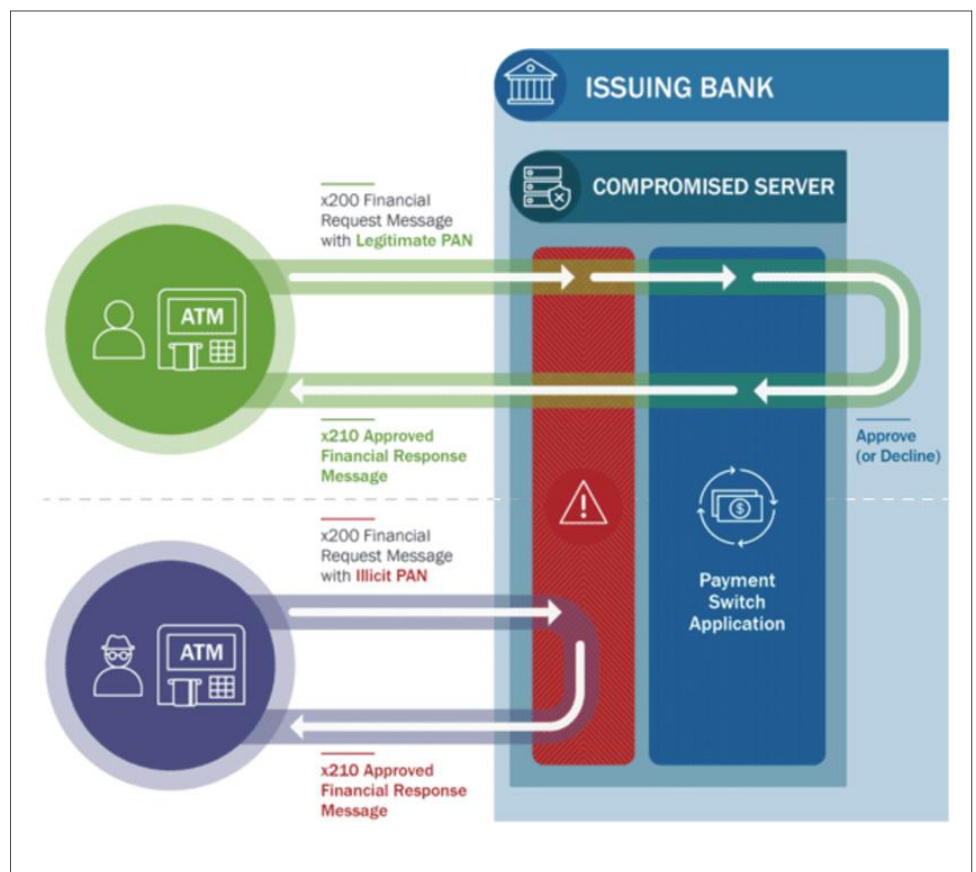 ISSUING BANK
COMPROMISED SERVER
x200 Financial
Request Message
with Legitimate PAN
ATM
x210 Approved
Financial Response
Message
Approve
(or Decline)
x200 Financial
Request Message
with Illicit PAN
ATM
Payment
Switch
Application
x210 Approved
Financial Response
Message